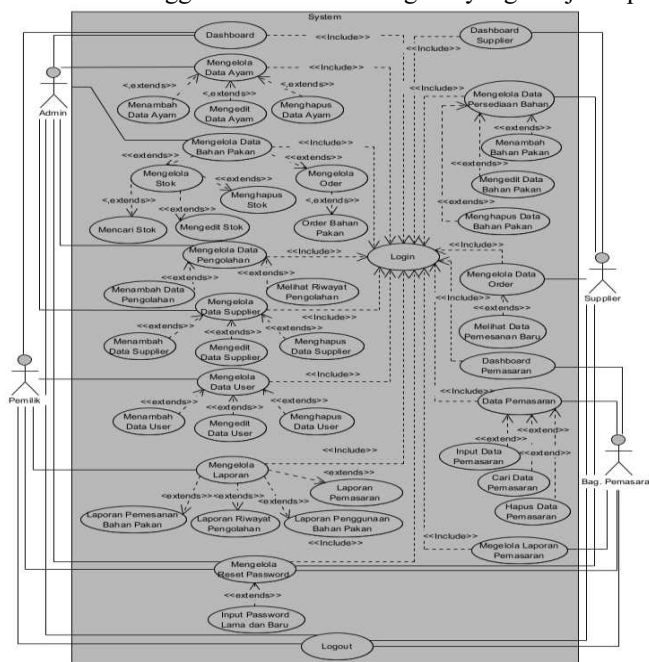 System
Dashboard
<<Include>>
Dashboard
Supplier
<<Include>>
Mengelola
Data Ayam
<<Include>>
<<Include>>
Mengelola Data
Persediaan Bahan
Admin
<,extends>>
<,extends>>
<,extends>>
Menambah
Data Ayam
Mengedit
Data Ayam
Menghapus
Data Ayam
<<extends>>
Menambah
Bahan Pakan
Mengelola Data
Bahan Pakan
<<Include>>
<<extends>>
<<extends>>
<<extends>>
Mengelola
Stok
<<extends>>
Mengelola
Oder
Mengedit Data
Bahan Pakan
Menghapus
Stok
<<extends>>
<,extends>>
<<extends>>
<,extends>>
Menghapus Data
Bahan Pakan
Mencari Stok
Mengedit Stok
Order Bahan
Pakan
Mengelola Data
Pengolahan
<<Include>>
Login
<<Include>>
<<extends>>
<<extends>>
Mengelola Data
Order
Supplier
Menambah Data
Pengolahan
Melihat Riwayat
Pengolahan
<<Include>>
<<extends>>
Mengelola
Data Supplier
<<Include>>
Melihat Data
Pemesanan Baru
<<extends>>
<<extends>>
<<extends>>
Menambah
Data Supplier
Mengedit
Data Supplier
Menghapus
Data Supplier
Dashboard
Pemasaran
Pemilik
Mengelola
Data User
<<Include>>
<<Include>>
Data Pemasaran
<<extends>>
<<extends>>
<<extends>>
Menambah
Data User
Mengedit
Data User
Menghapus
Data User
<<extend>>
<<extend>>
<<extend>>
Input Data
Pemasaran
<<Include>>
Cari Data
Pemasaran
Mengelola
Laporan
Bag. Pemasara
Hapus Data
Pemasaran
<<extends>>
<<extends>>
<<extends>>
<<extends>>
Laporan
Pemasaran
Laporan Pemesanan
Bahan Pakan
Laporan Riwayat
Pengolahan
Laporan Penggunaan
Bahan Pakan
<<Include>>
<<Include>>
Megelola Laporan
Pemasaran
Mengelola
Reset Password
<<extends>>
Input Password
Lama dan Baru
Logout